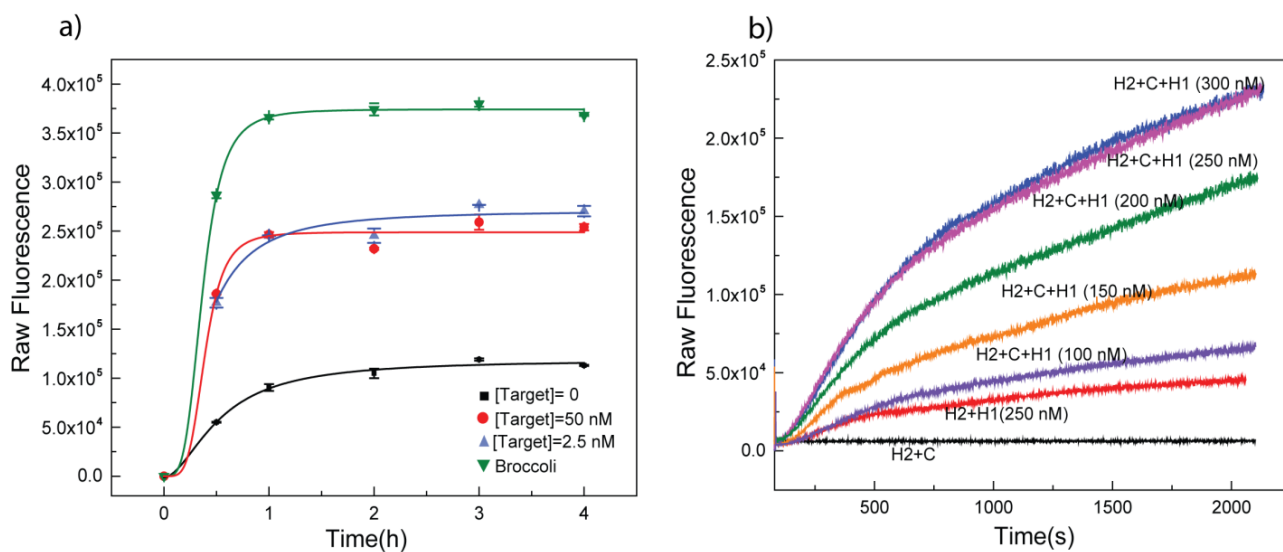 a)
Raw Fluorescence
4.0x10⁵
3.5x10⁵
3.0x10⁵
2.5x10⁵
2.0x10⁵
1.5x10⁵
1.0x10⁵
5.0x10⁴
0.0
0
1
2
3
4
Time(h)
[Target]= 0
[Target]=50 nM
[Target]=2.5 nM
Broccoli
b)
Raw Fluorescence
2.5x10⁵
2.0x10⁵
1.5x10⁵
1.0x10⁵
5.0x10⁴
0.0
500
1000
1500
2000
Time(s)
H2+C+H1 (300 nM)
H2+C+H1 (250 nM)
H2+C+H1 (200 nM)
H2+C+H1 (150 nM)
H2+C+H1 (100 nM)
H2+H1(250 nM)
H2+C